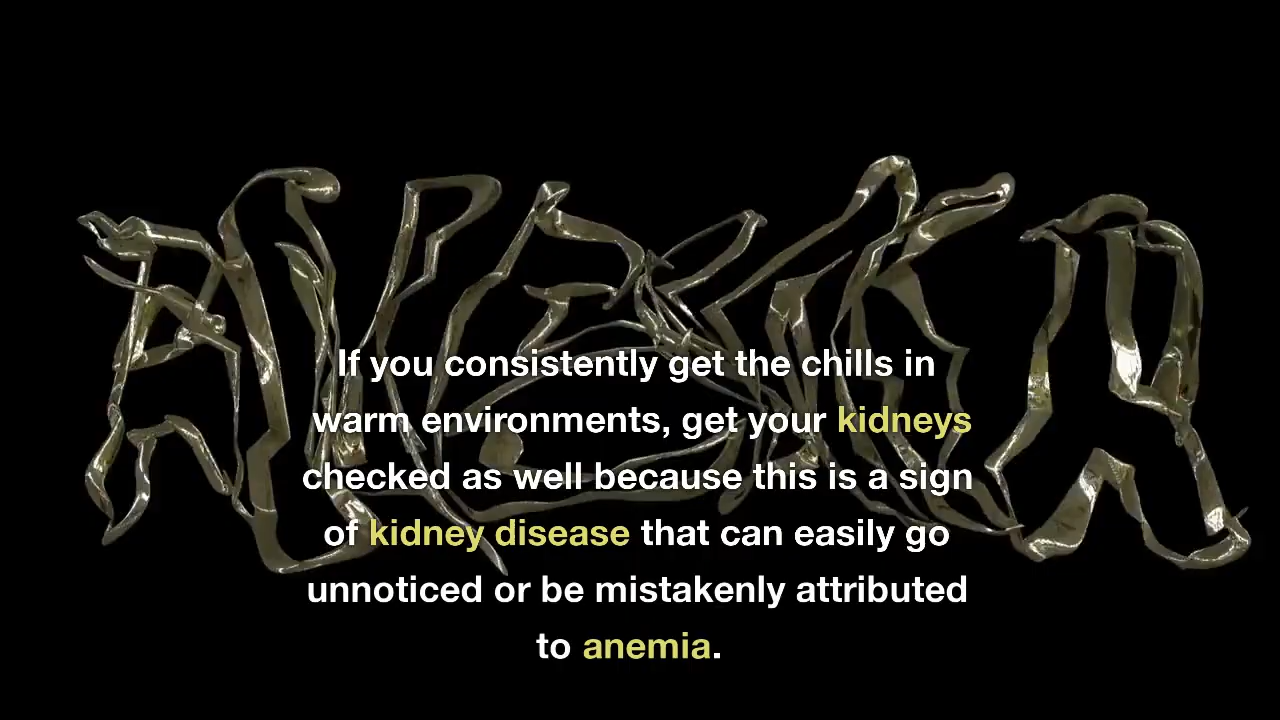 If you consistently get the chills in
warm environments, get your kidneys
checked as well because this is a sign
of kidney disease that can easily go
unnoticed or be mistakenly attributed
to anemia.